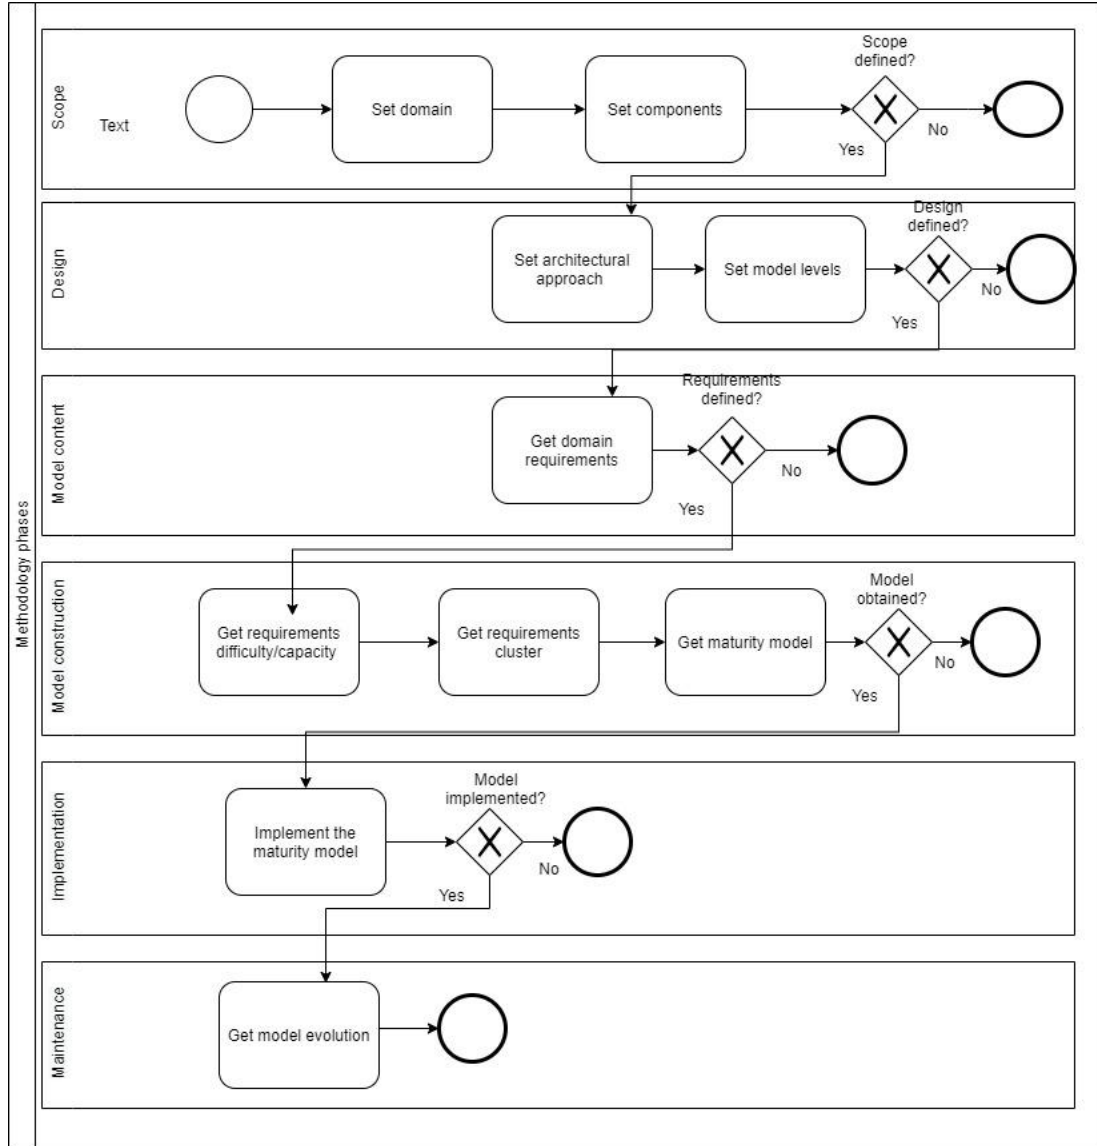 Methodology phases
Scope
Text
Set domain
Set components
Scope
defined?
No
Yes
Design
Set architectural
approach
Set model levels
Design
defined?
No
Yes
Model content
Get domain
requirements
Requirements
defined?
No
Yes
Model construction
Get requirements
difficulty/capacity
Get requirements
cluster
Get maturity model
Model
obtained?
No
Yes
Implementation
Implement the
maturity model
Model
implemented?
No
Yes
Maintenance
Get model evolution